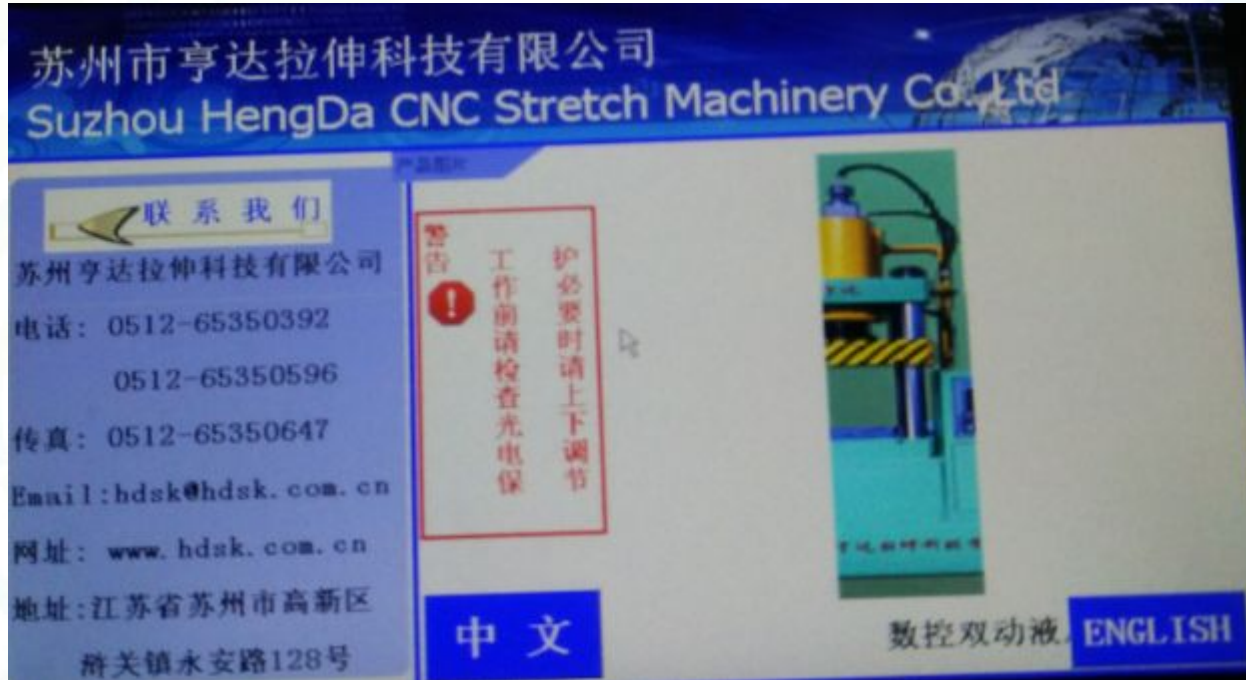 苏州市亨达拉伸科技有限公司
Suzhou HengDa CNC Stretch Machinery Co.,Ltd
产品图片
联系我们
苏州亨达拉伸科技有限公司
电话: 0512-65350392
0512-65350596
传真: 0512-65350647
Email:hdsk@hdsk.com.cn
网址: www.hdsk.com.cn
地址:江苏省苏州市高新区
浒关镇永安路128号
警告
!
工作前请检查光电保
护必要时请上下调节
中文
数控双动液
ENGLISH